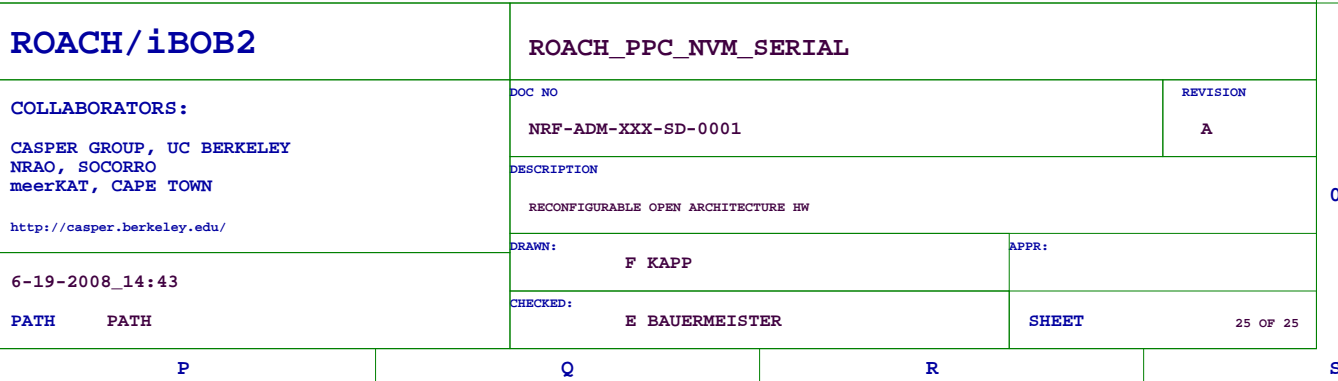 ROACH/iBOB2
ROACH_PPC_NVM_SERIAL
COLLABORATORS:
CASPER GROUP, UC BERKELEY
NRAO, SOCORRO
meerKAT, CAPE TOWN
http://casper.berkeley.edu/
DOC NO
NRF-ADM-XXX-SD-0001
REVISION
A
DESCRIPTION
RECONFIGURABLE OPEN ARCHITECTURE HW
0
DRAWN:
F KAPP
APPR:
6-19-2008_14:43
PATH PATH
CHECKED:
E BAUERMEISTER
SHEET 25 OF 25
P Q R S